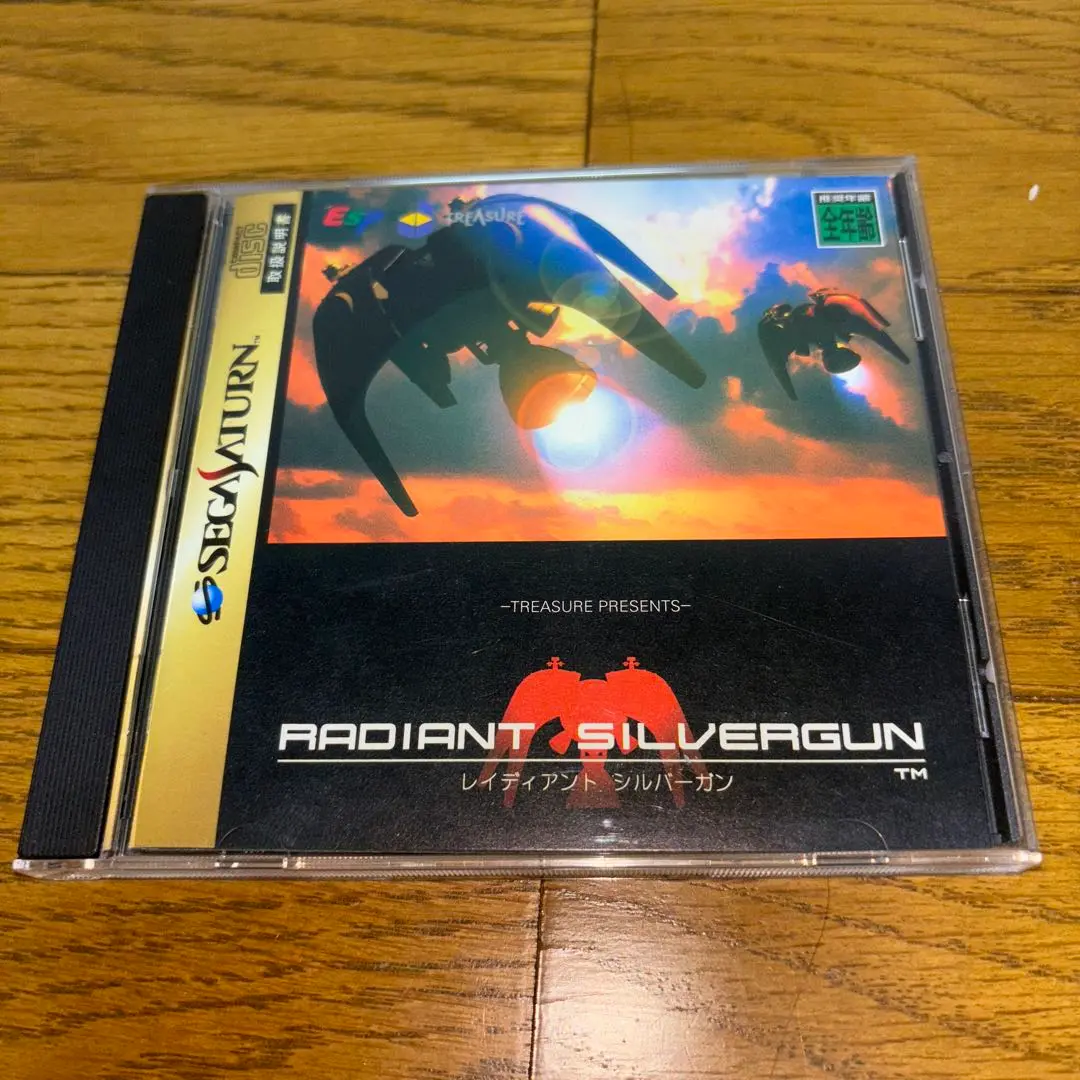 COMPACT
disc
取扱説明書
SEGA SATURN™
ESP
TREASURE
推奨年齢
全年齢
–TREASURE PRESENTS–
RADIANT SILVERGUN
TM
レイディアント シルバーガン